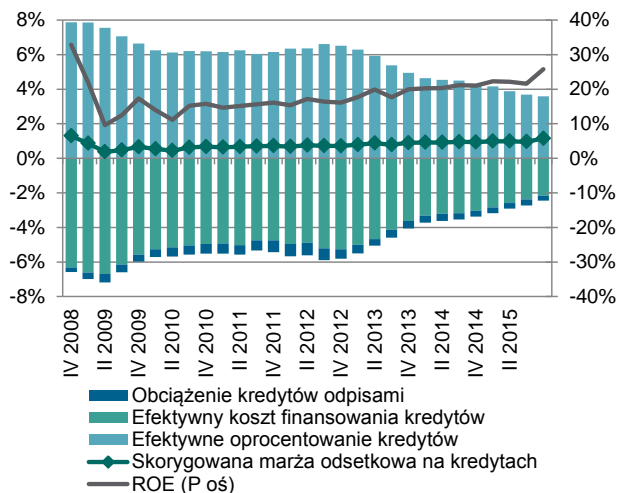 8%
6%
4%
2%
0%
-2%
-4%
-6%
-8%
40%
30%
20%
10%
0%
-10%
-20%
-30%
-40%
IV 2008
II 2009
IV 2009
II 2010
IV 2010
II 2011
IV 2011
II 2012
IV 2012
II 2013
IV 2013
II 2014
IV 2014
II 2015
Obciążenie kredytów odpisami
Efektywny koszt finansowania kredytów
Efektywne oprocentowanie kredytów
Skorygowana marża odsetkowa na kredytach
ROE (P oś)